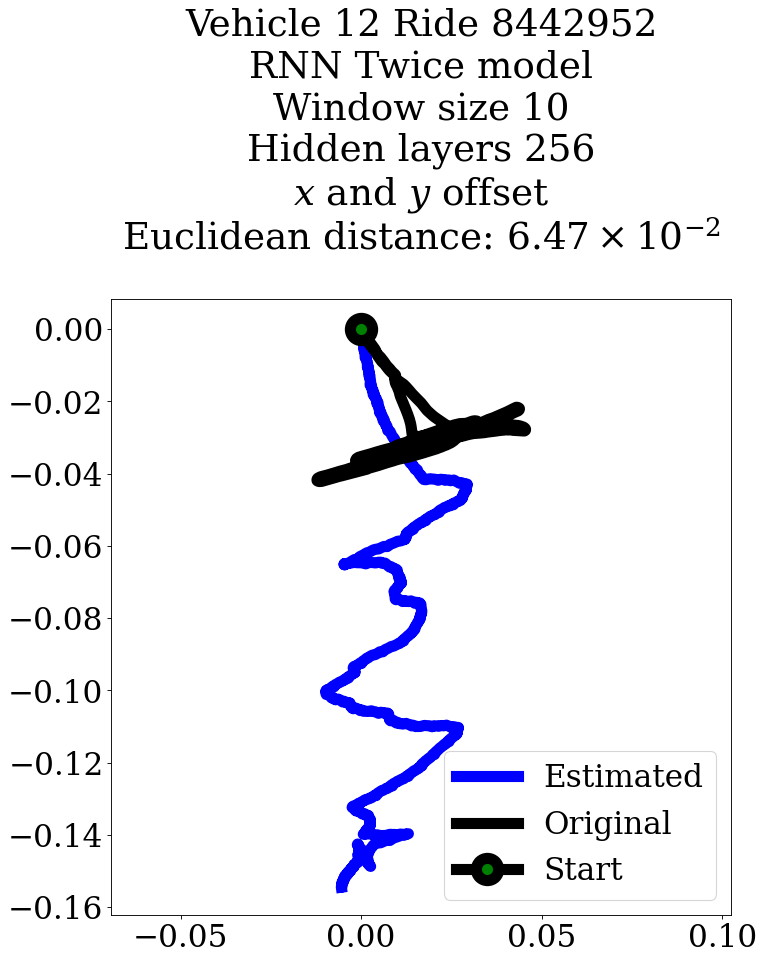 Vehicle 12 Ride 8442952
RNN Twice model
Window size 10
Hidden layers 256
x and y offset
Euclidean distance: 6.47 × 10⁻²
0.00
−0.02
−0.04
−0.06
−0.08
−0.10
−0.12
−0.14
−0.16
Estimated
Original
Start
−0.05 0.00 0.05 0.10